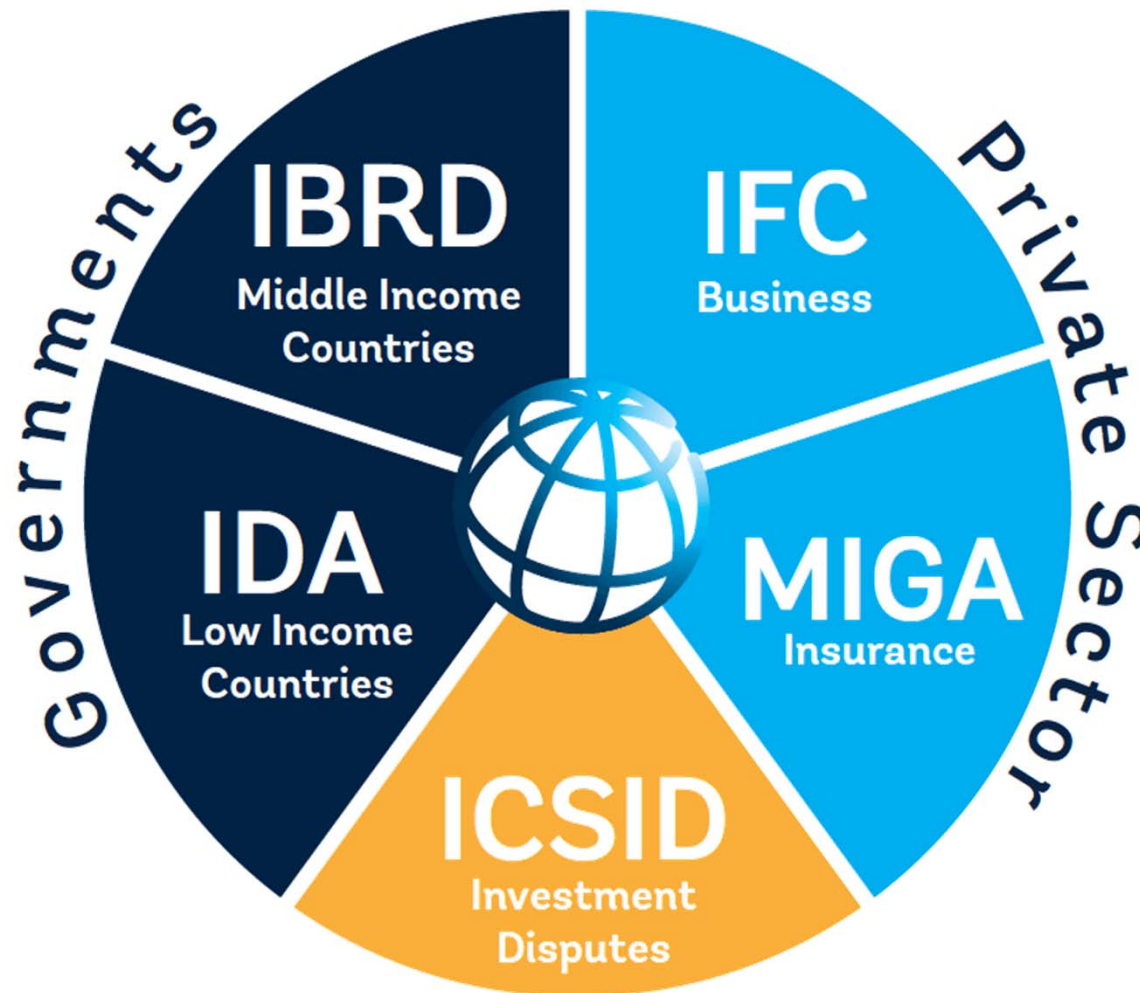 Governments
IBRD
Middle Income
Countries
IDA
Low Income
Countries
Private Sector
IFC
Business
MIGA
Insurance
ICSID
Investment
Disputes